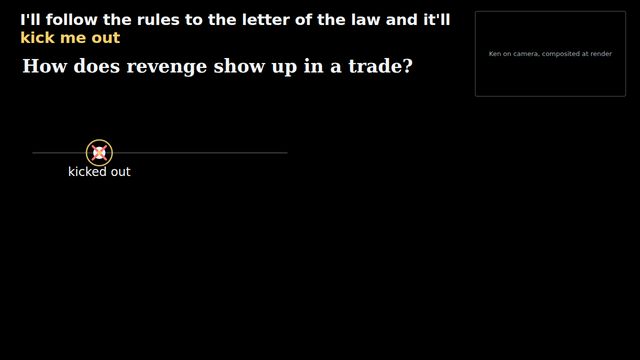 I'll follow the rules to the letter of the law and it'll
kick me out
Ken on camera, composited at render
How does revenge show up in a trade?
kicked out